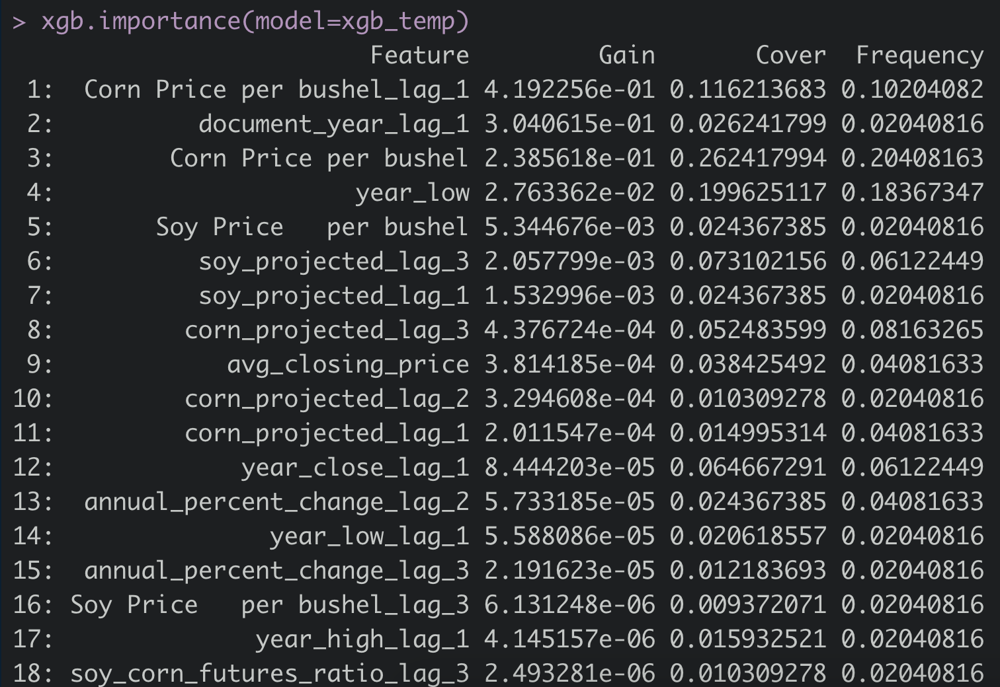 > xgb.importance(model=xgb_temp)
Feature Gain Cover Frequency
1: Corn Price per bushel_lag_1 4.192256e-01 0.116213683 0.10204082
2: document_year_lag_1 3.040615e-01 0.026241799 0.02040816
3: Corn Price per bushel 2.385618e-01 0.262417994 0.20408163
4: year_low 2.763362e-02 0.199625117 0.18367347
5: Soy Price   per bushel 5.344676e-03 0.024367385 0.02040816
6: soy_projected_lag_3 2.057799e-03 0.073102156 0.06122449
7: soy_projected_lag_1 1.532996e-03 0.024367385 0.02040816
8: corn_projected_lag_3 4.376724e-04 0.052483599 0.08163265
9: avg_closing_price 3.814185e-04 0.038425492 0.04081633
10: corn_projected_lag_2 3.294608e-04 0.010309278 0.02040816
11: corn_projected_lag_1 2.011547e-04 0.014995314 0.04081633
12: year_close_lag_1 8.444203e-05 0.064667291 0.06122449
13: annual_percent_change_lag_2 5.733185e-05 0.024367385 0.04081633
14: year_low_lag_1 5.588086e-05 0.020618557 0.02040816
15: annual_percent_change_lag_3 2.191623e-05 0.012183693 0.02040816
16: Soy Price   per bushel_lag_3 6.131248e-06 0.009372071 0.02040816
17: year_high_lag_1 4.145157e-06 0.015932521 0.02040816
18: soy_corn_futures_ratio_lag_3 2.493281e-06 0.010309278 0.02040816